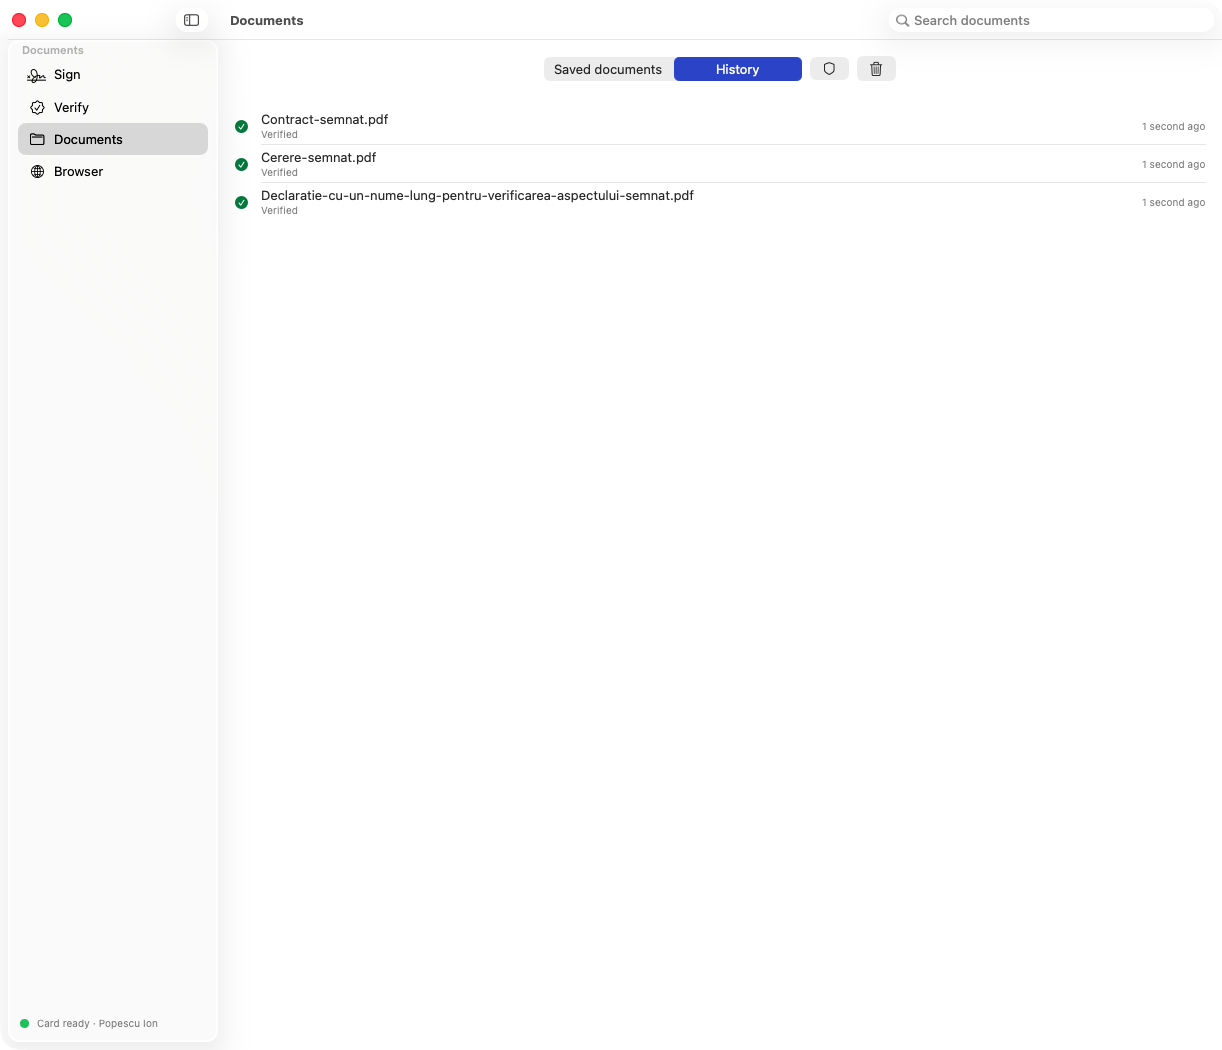 Documents
Search documents
Documents
Sign
Verify
Documents
Browser
Saved documents
History
Contract-semnat.pdf
Verified
1 second ago
Cerere-semnat.pdf
Verified
1 second ago
Declaratie-cu-un-nume-lung-pentru-verificarea-aspectului-semnat.pdf
Verified
1 second ago
Card ready · Popescu Ion